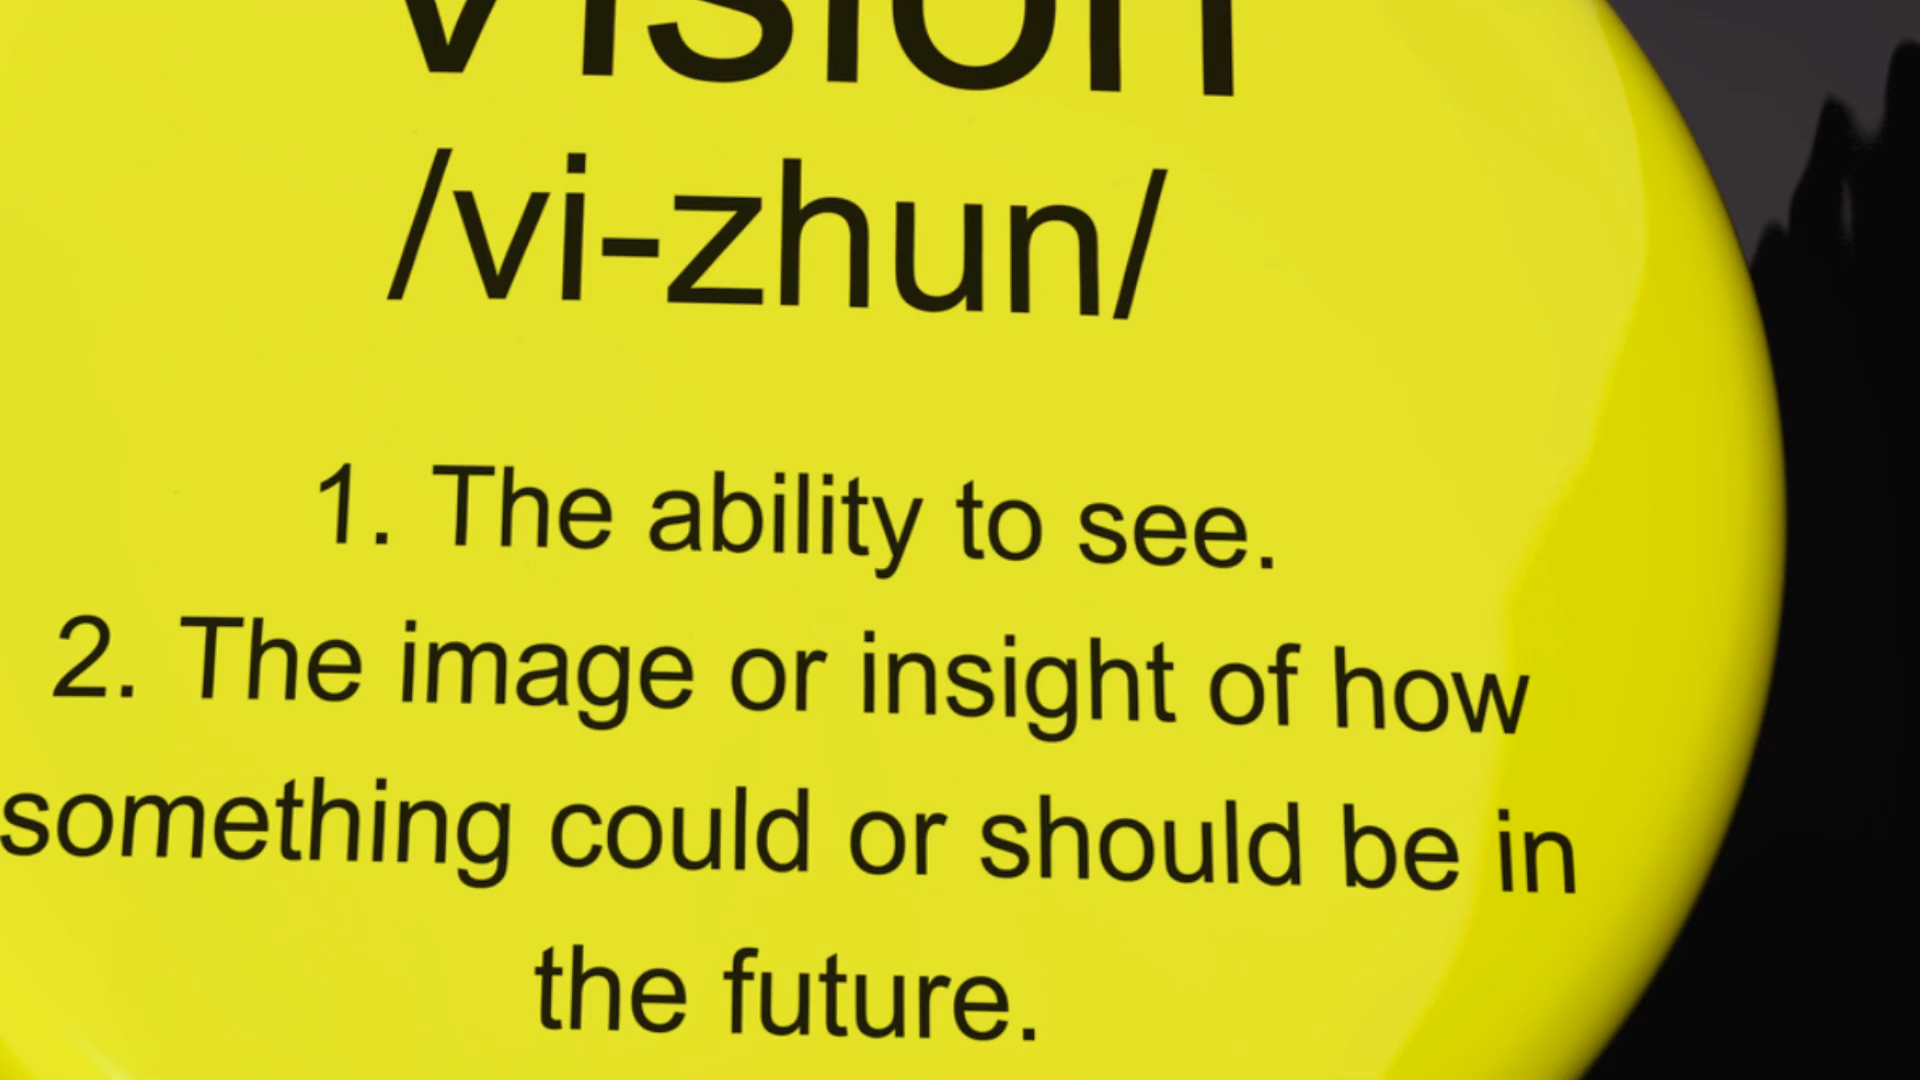 Vision
/vi-zhun/
1. The ability to see.
2. The image or insight of how
something could or should be in
the future.